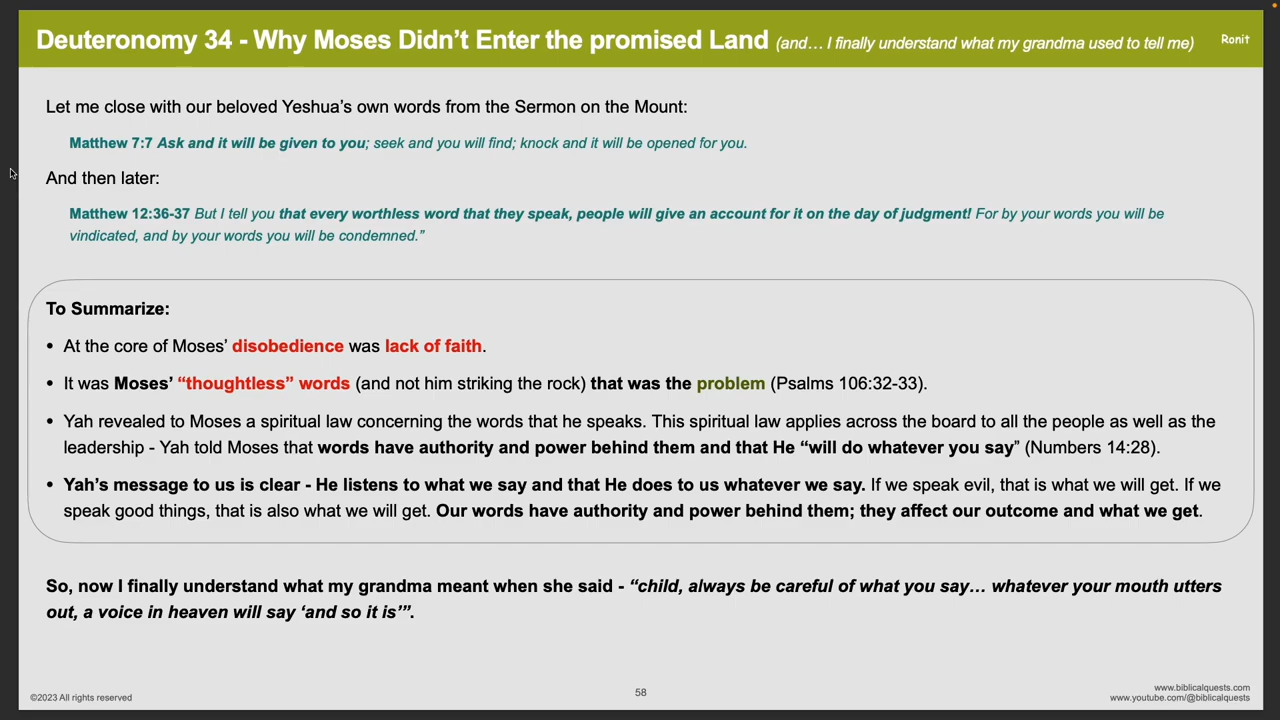 Deuteronomy 34 - Why Moses Didn’t Enter the promised Land (and… I finally understand what my grandma used to tell me) Ronit
Let me close with our beloved Yeshua’s own words from the Sermon on the Mount:
Matthew 7:7 Ask and it will be given to you; seek and you will find; knock and it will be opened for you.
And then later:
Matthew 12:36-37 But I tell you that every worthless word that they speak, people will give an account for it on the day of judgment! For by your words you will be
vindicated, and by your words you will be condemned.”
To Summarize:
• At the core of Moses’ disobedience was lack of faith.
• It was Moses’ “thoughtless” words (and not him striking the rock) that was the problem (Psalms 106:32-33).
• Yah revealed to Moses a spiritual law concerning the words that he speaks. This spiritual law applies across the board to all the people as well as the
leadership - Yah told Moses that words have authority and power behind them and that He “will do whatever you say” (Numbers 14:28).
• Yah’s message to us is clear - He listens to what we say and that He does to us whatever we say. If we speak evil, that is what we will get. If we
speak good things, that is also what we will get. Our words have authority and power behind them; they affect our outcome and what we get.
So, now I finally understand what my grandma meant when she said - “child, always be careful of what you say… whatever your mouth utters
out, a voice in heaven will say ‘and so it is’”.
©2023 All rights reserved
58
www.biblicalquests.com
www.youtube.com/@biblicalquests